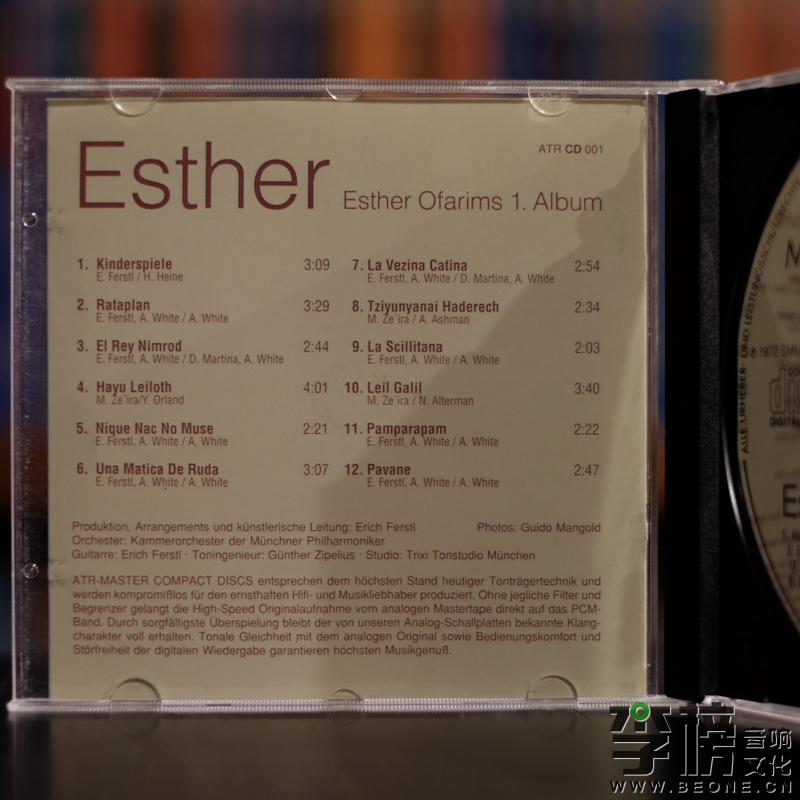 Esther
ATR CD 001
Esther Ofarims 1. Album
1. Kinderspiele 3:09
E. Ferstl / H. Heine
2. Rataplan 3:29
E. Ferstl, A. White / A. White
3. El Rey Nimrod 2:44
E. Ferstl, A. White / D. Martina, A. White
4. Hayu Leiloth 4:01
M. Ze´ira/Y. Orland
5. Nique Nac No Muse 2:21
E. Ferstl, A. White / A. White
6. Una Matica De Ruda 3:07
E. Ferstl, A. White / A. White
7. La Vezina Catina 2:54
E. Ferstl, A. White / D. Martina, A. White
8. Tziyunyanai Haderech 2:34
M. Ze´ira / A. Ashman
9. La Scillitana 2:03
E. Ferstl, A. White / A. White
10. Leil Galil 3:40
M. Ze´ira / N. Alterman
11. Pamparapam 2:22
E. Ferstl, A. White / A. White
12. Pavane 2:47
E. Ferstl, A. White / A. White
Produktion, Arrangements und künstlerische Leitung: Erich Ferstl Photos: Guido Mangold
Orchester: Kammerorchester der Münchner Philharmoniker
Guitarre: Erich Ferstl · Toningenieur: Günther Zipelius · Studio: Trixi Tonstudio München
ATR-MASTER COMPACT DISCS entsprechen dem höchsten Stand heutiger Tonträgertechnik und
werden kompromißlos für den ernsthaften Hifi- und Musikliebhaber produziert. Ohne jegliche Filter und
Begrenzer gelangt die High-Speed Originalaufnahme vom analogen Mastertape direkt auf das PCM-
Band. Durch sorgfältigste Überspielung bleibt der von unseren Analog-Schallplatten bekannte Klang-
charakter voll erhalten. Tonale Gleichheit mit dem analogen Original sowie Bedienungskomfort und
Störfreiheit der digitalen Wiedergabe garantieren höchsten Musikgenuß.
ALLE URHEBER- UND LEISTUNGSSCHUTZRECHTE
M
℗ 1972
DIGITAL
E
音响
文化
WWW.BEONE.CN